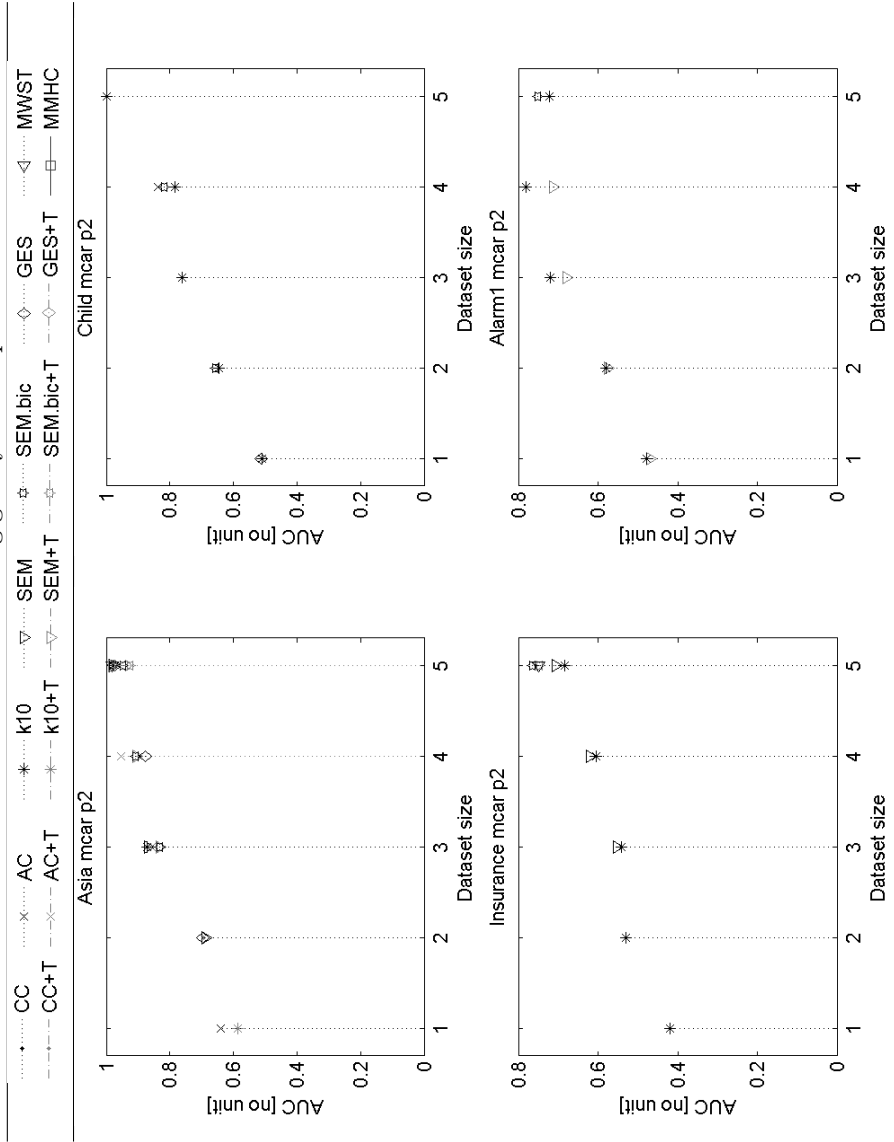 CC AC k10 SEM SEM.bic GES MWST
CC+T AC+T k10+T SEM+T SEM.bic+T GES+T MMHC
Asia mcar p2
1
0.8
0.6
0.4
0.2
0
AUC [no unit]
1 2 3 4 5
Dataset size
Child mcar p2
1
0.8
0.6
0.4
0.2
0
AUC [no unit]
1 2 3 4 5
Dataset size
Insurance mcar p2
0.8
0.6
0.4
0.2
0
AUC [no unit]
1 2 3 4 5
Dataset size
Alarm1 mcar p2
0.8
0.6
0.4
0.2
0
AUC [no unit]
1 2 3 4 5
Dataset size